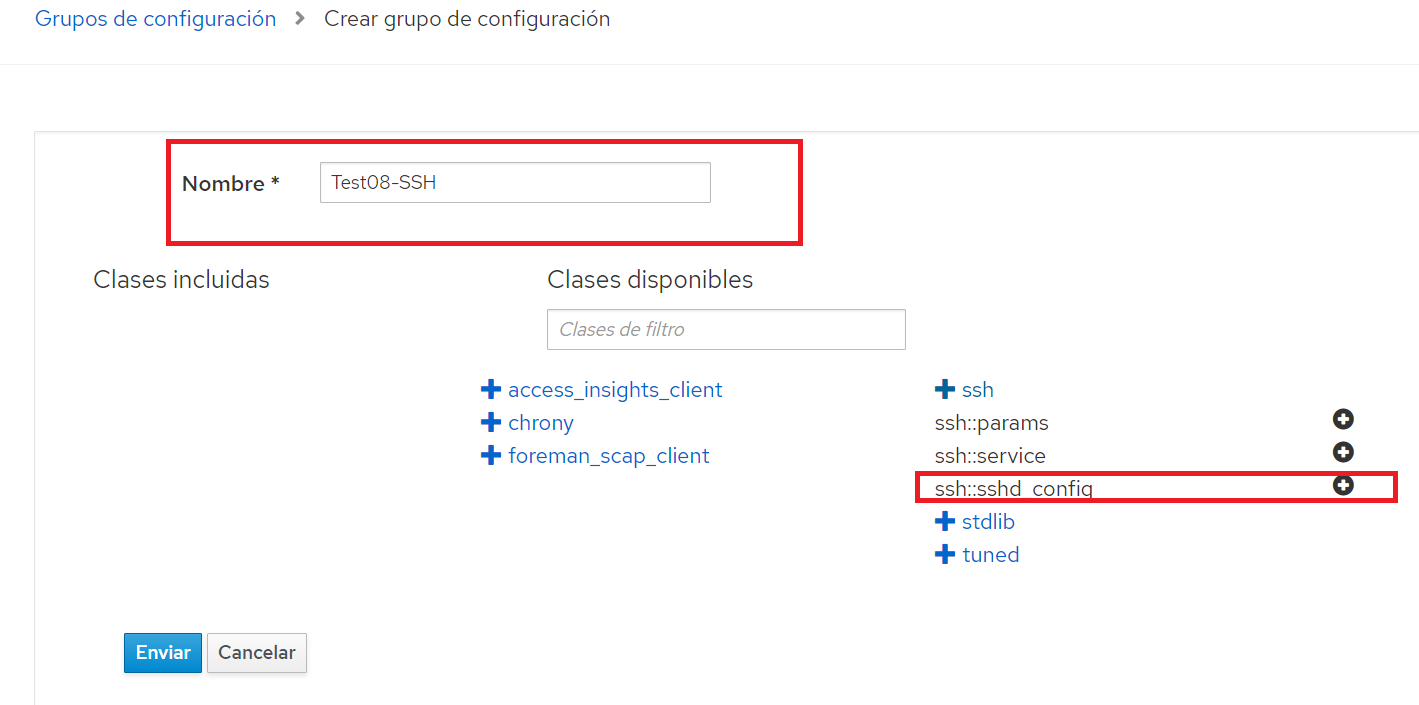 Grupos de configuración > Crear grupo de configuración
Nombre * Test08-SSH
Clases incluidas
Clases disponibles
Clases de filtro
access_insights_client
chrony
foreman_scap_client
ssh
ssh::params
ssh::service
ssh::sshd_config
stdlib
tuned
Enviar Cancelar